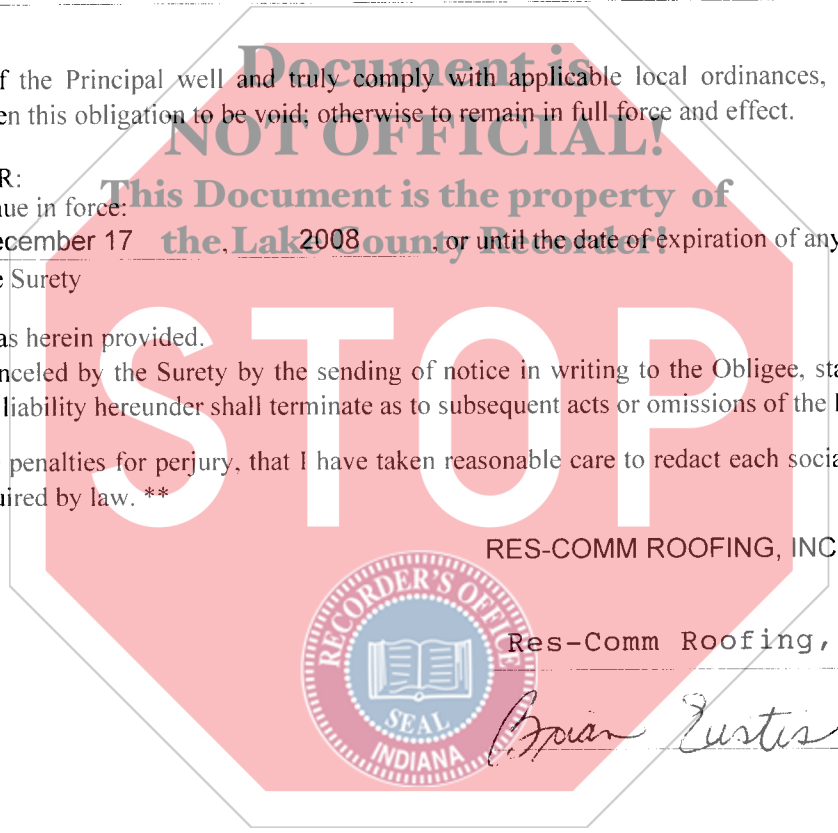 Document is
f the Principal well and truly comply with applicable local ordinances,
en this obligation to be void; otherwise to remain in full force and effect.
NOT OFFICIAL!
R:
This Document is the property of
ue in force:
ecember 17 , 2008 , or until the date of expiration of any
the Lake County Recorder!
e Surety
as herein provided.
nceled by the Surety by the sending of notice in writing to the Obligee, sta
liability hereunder shall terminate as to subsequent acts or omissions of the
STOP
penalties for perjury, that I have taken reasonable care to redact each socia
uired by law. **
RES-COMM ROOFING, INC
RECORDER'S OFFICE
Res-Comm Roofing,
SEAL
Brian Eustis
INDIANA